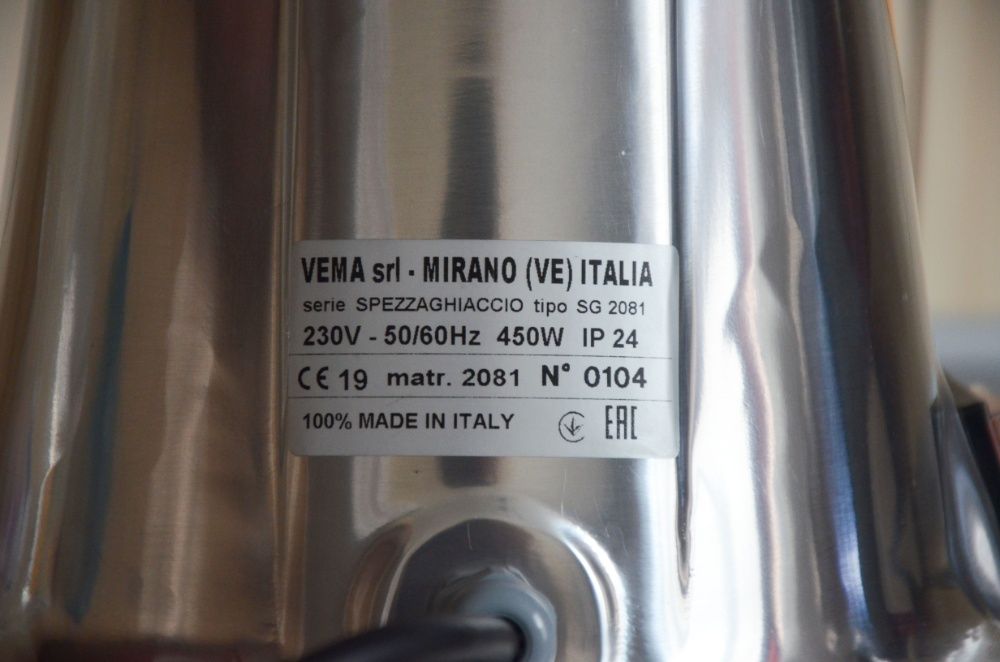 VEMA srl - MIRANO (VE) ITALIA
serie SPEZZAGHIACCIO tipo SG 2081
230V - 50/60Hz 450W IP 24
CE 19 matr. 2081 N° 0104
100% MADE IN ITALY EAC